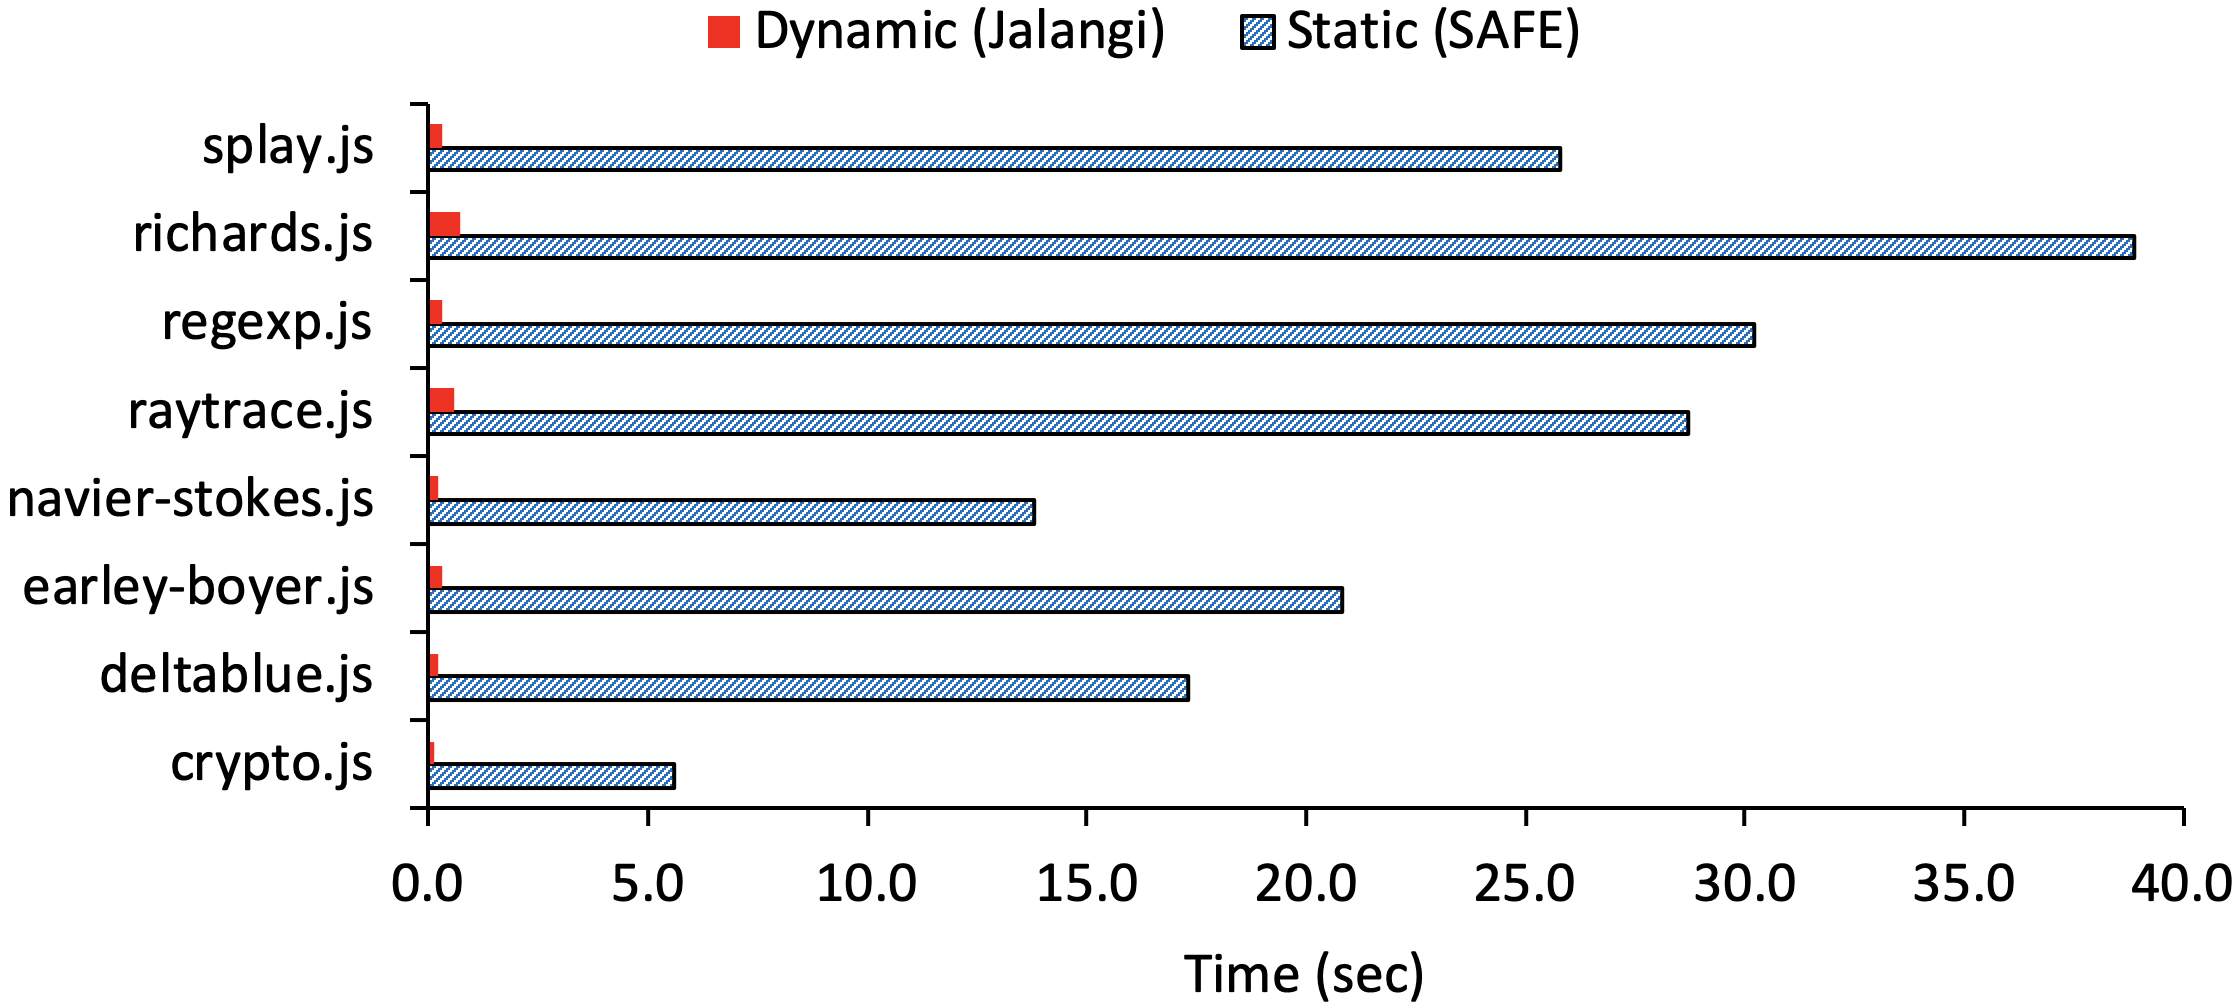 Dynamic (Jalangi) Static (SAFE)
splay.js
richards.js
regexp.js
raytrace.js
navier-stokes.js
earley-boyer.js
deltablue.js
crypto.js
0.0 5.0 10.0 15.0 20.0 25.0 30.0 35.0 40.0
Time (sec)